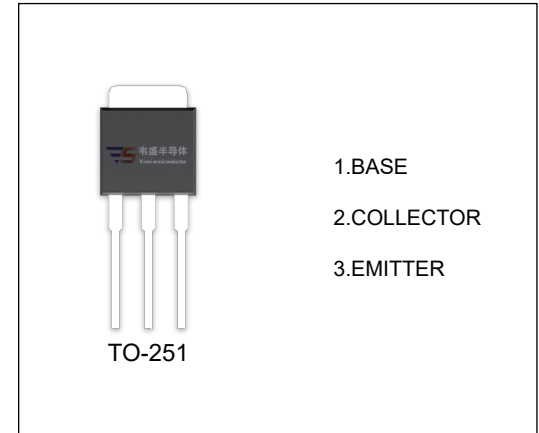 韦盛半导体
1.BASE
2.COLLECTOR
3.EMITTER
TO-251